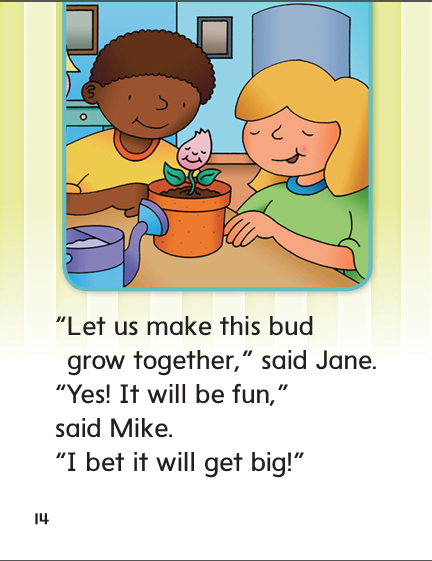 “Let us make this bud
grow together,” said Jane.
“Yes! It will be fun,”
said Mike.
“I bet it will get big!”
14